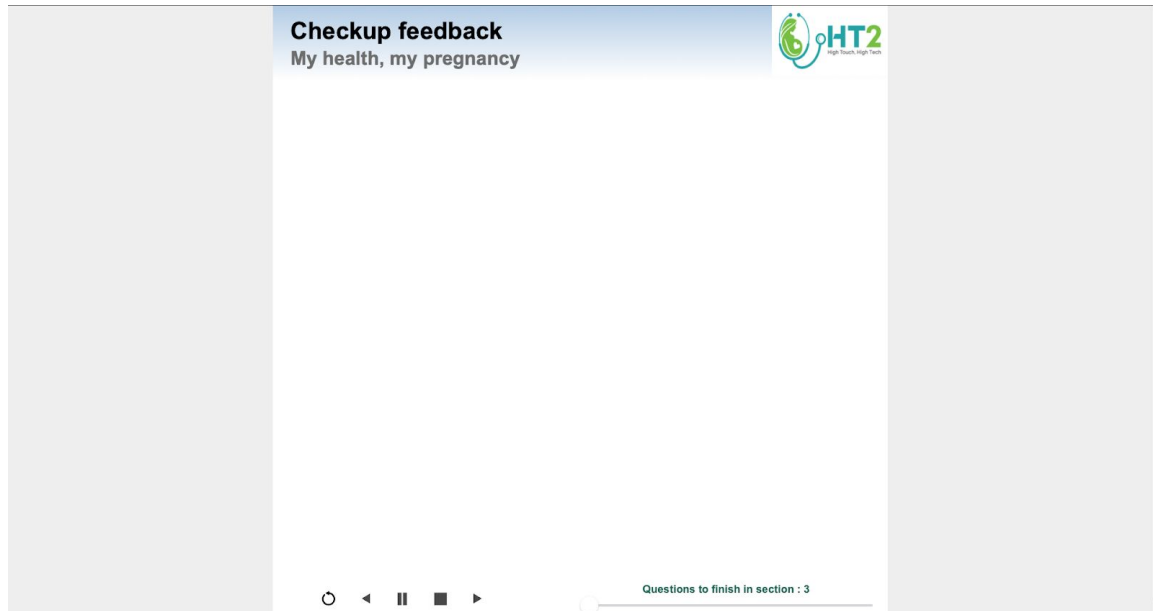 Checkup feedback
My health, my pregnancy
HT2
High Touch, High Tech
Questions to finish in section : 3